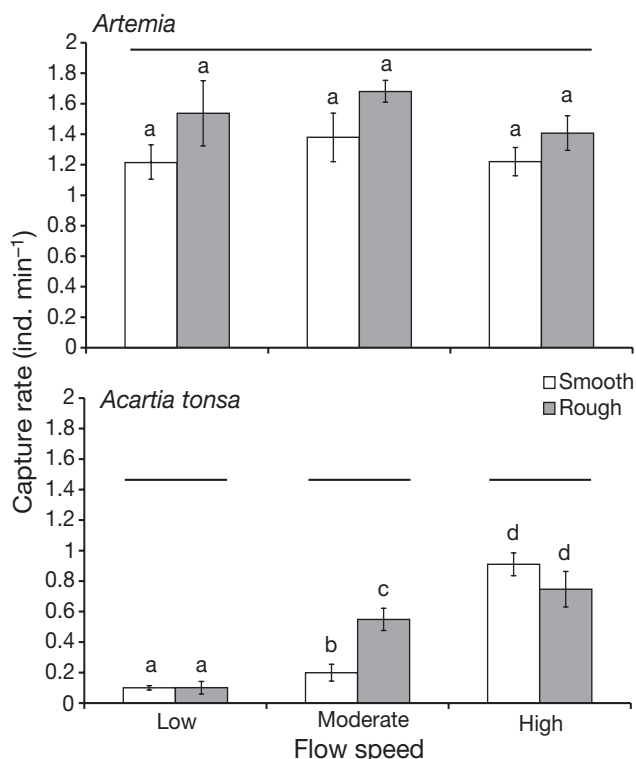 Artemia
2
1.8
1.6
1.4
1.2
1
0.8
0.6
0.4
0.2
0
a a a a a a
Capture rate (ind. min⁻¹)
Smooth
Rough
Acartia tonsa
2
1.8
1.6
1.4
1.2
1
0.8
0.6
0.4
0.2
0
a a b c d d
Low Moderate High
Flow speed